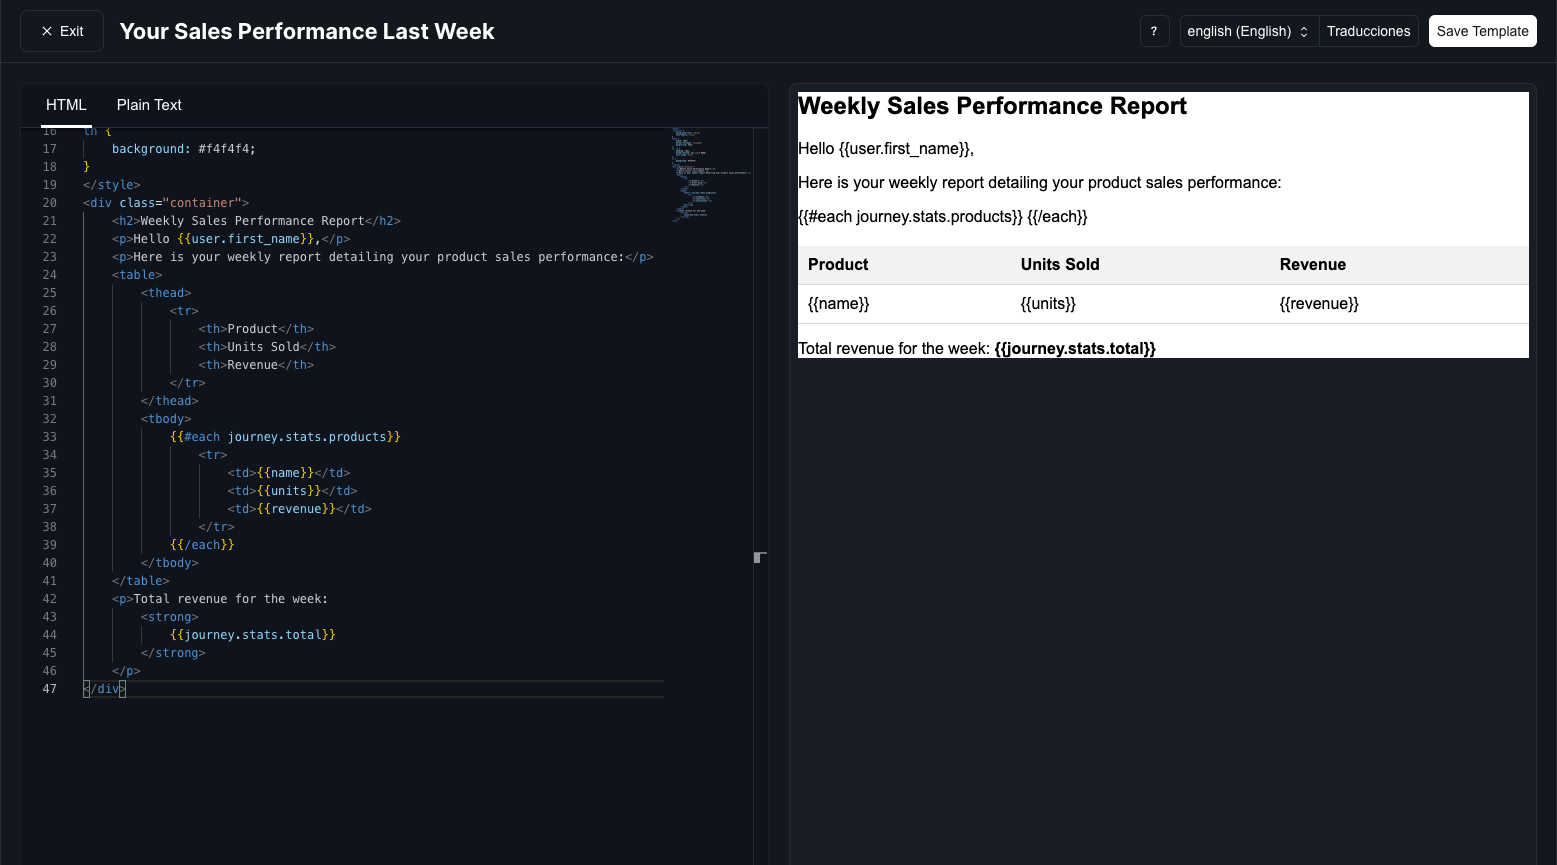 Exit
Your Sales Performance Last Week
?
english (English)
Traducciones
Save Template
HTML
Plain Text
16 th {
17 background: #f4f4f4;
18 }
19 </style>
20 <div class="container">
21 <h2>Weekly Sales Performance Report</h2>
22 <p>Hello {{user.first_name}},</p>
23 <p>Here is your weekly report detailing your product sales performance:</p>
24 <table>
25 <thead>
26 <tr>
27 <th>Product</th>
28 <th>Units Sold</th>
29 <th>Revenue</th>
30 </tr>
31 </thead>
32 <tbody>
33 {{#each journey.stats.products}}
34 <tr>
35 <td>{{name}}</td>
36 <td>{{units}}</td>
37 <td>{{revenue}}</td>
38 </tr>
39 {{/each}}
40 </tbody>
41 </table>
42 <p>Total revenue for the week:
43 <strong>
44 {{journey.stats.total}}
45 </strong>
46 </p>
47 </div>
Weekly Sales Performance Report
Hello {{user.first_name}},
Here is your weekly report detailing your product sales performance:
{{#each journey.stats.products}} {{/each}}
Product Units Sold Revenue
{{name}} {{units}} {{revenue}}
Total revenue for the week: {{journey.stats.total}}